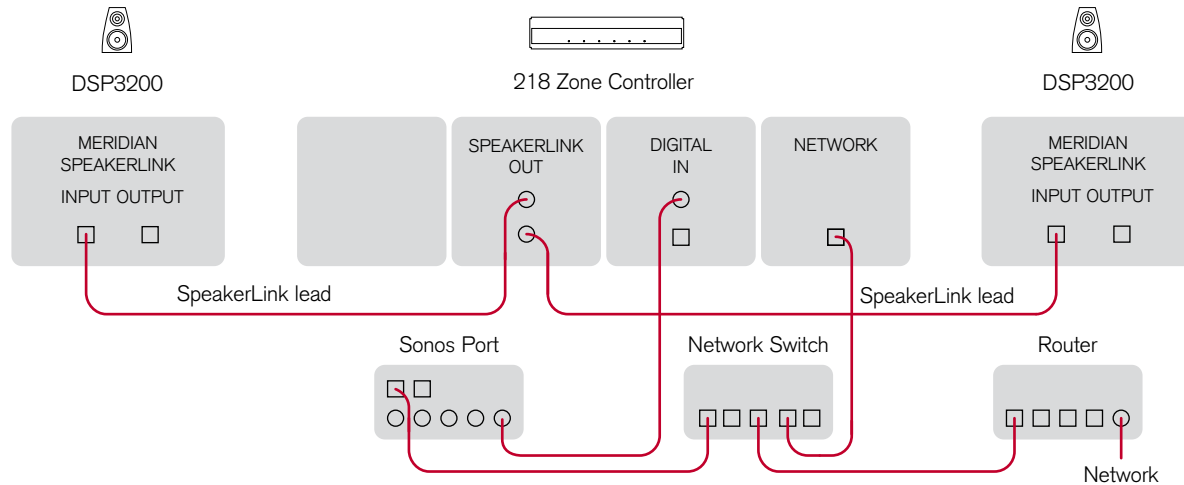 DSP3200
218 Zone Controller
DSP3200
MERIDIAN
SPEAKERLINK
INPUT OUTPUT
SPEAKERLINK
OUT
DIGITAL
IN
NETWORK
MERIDIAN
SPEAKERLINK
INPUT OUTPUT
SpeakerLink lead
SpeakerLink lead
Sonos Port
Network Switch
Router
Network